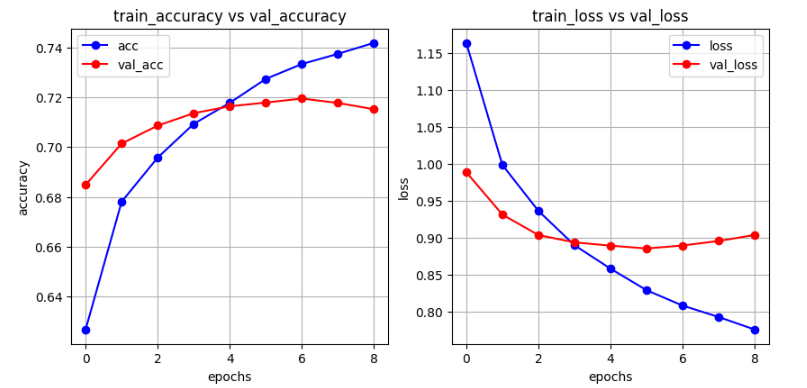 train_accuracy vs val_accuracy
acc
val_acc
0.74
0.72
0.70
0.68
0.66
0.64
accuracy
0 2 4 6 8
epochs
train_loss vs val_loss
loss
val_loss
1.15
1.10
1.05
1.00
0.95
0.90
0.85
0.80
loss
0 2 4 6 8
epochs